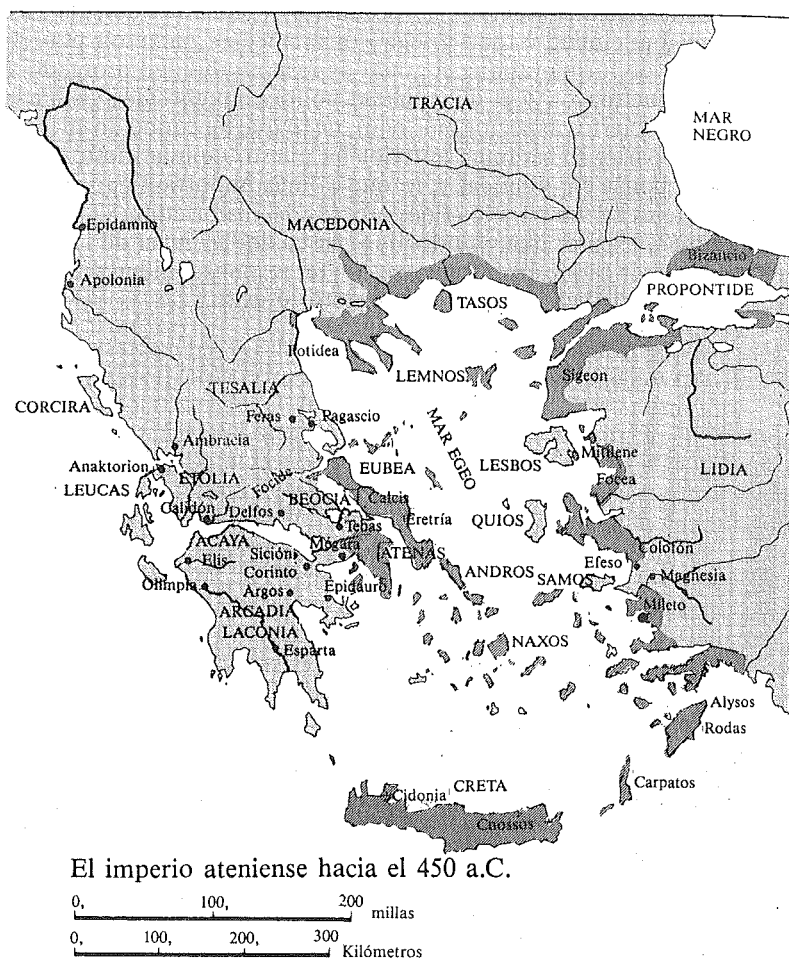 TRACIA
MAR
NEGRO
MACEDONIA
Epidamno
Bizancio
Apolonia
PROPONTIDE
TASOS
Potidea
LEMNOS
Sigeon
TESALIA
CORCIRA
Feras
Pagascio
MAR EGEO
Ambracia
EUBEA
LESBOS
Mitilene
Anaktorion
ETOLIA
LIDIA
LEUCAS
Focide
BEOCIA
Calcis
Focea
Calidón
Delfos
Eretría
QUIOS
Tebas
ACAYA
Sición
Mégara
ATENAS
Colofón
Elis
Corinto
ANDROS
Efeso
SAMOS
Magnesia
Olimpia
Argos
Epidauro
Mileto
ARCADIA
LACONIA
NAXOS
Esparta
Alysos
Rodas
CRETA
Carpatos
Cidonia
Cnossos
El imperio ateniense hacia el 450 a.C.
0, 100, 200 millas
0, 100, 200, 300 Kilómetros